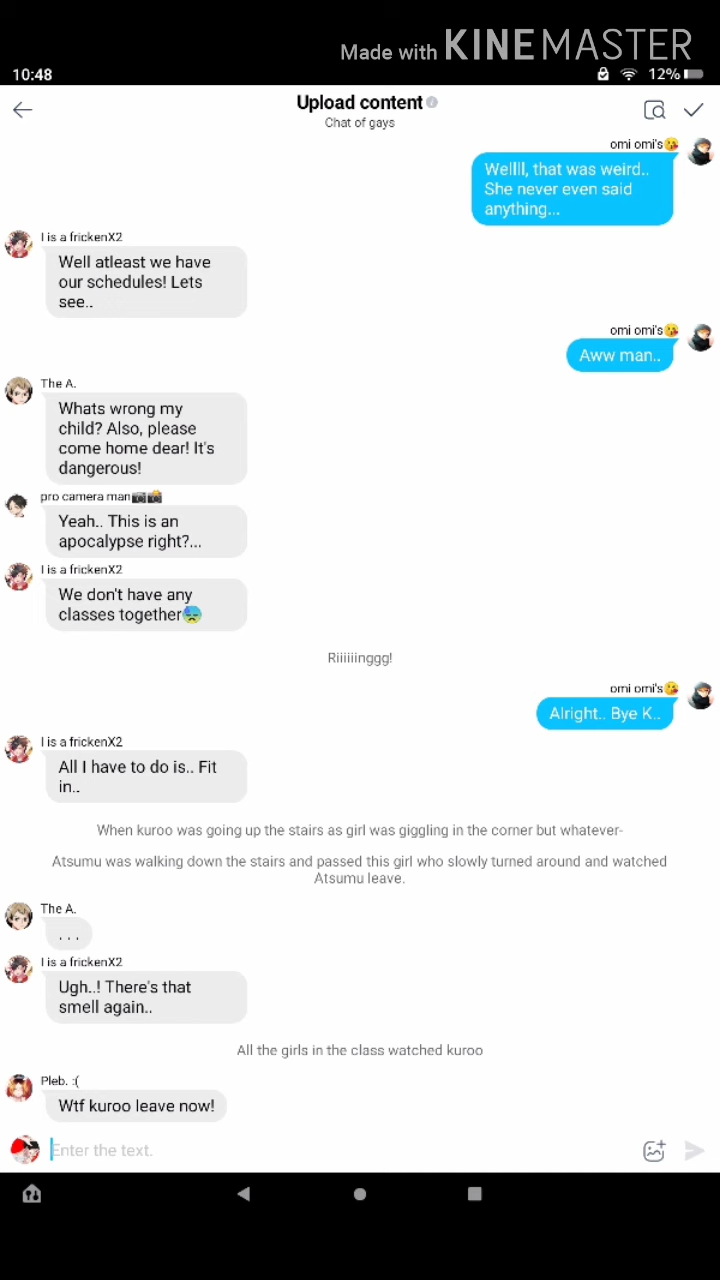 Made with KINEMASTER
10:48
12%
Upload content
Chat of gays
omi omi's😘
Wellll, that was weird..
She never even said
anything...
I is a frickenX2
Well atleast we have
our schedules! Lets
see..
omi omi's😘
Aww man..
The A.
Whats wrong my
child? Also, please
come home dear! It's
dangerous!
pro camera man📷📸
Yeah.. This is an
apocalypse right?...
I is a frickenX2
We don't have any
classes together😓
Riiiiiinggg!
omi omi's😘
Alright.. Bye K..
I is a frickenX2
All I have to do is.. Fit
in..
When kuroo was going up the stairs as girl was giggling in the corner but whatever-
Atsumu was walking down the stairs and passed this girl who slowly turned around and watched
Atsumu leave.
The A.
...
I is a frickenX2
Ugh..! There's that
smell again..
All the girls in the class watched kuroo
Pleb. :(
Wtf kuroo leave now!
Enter the text.